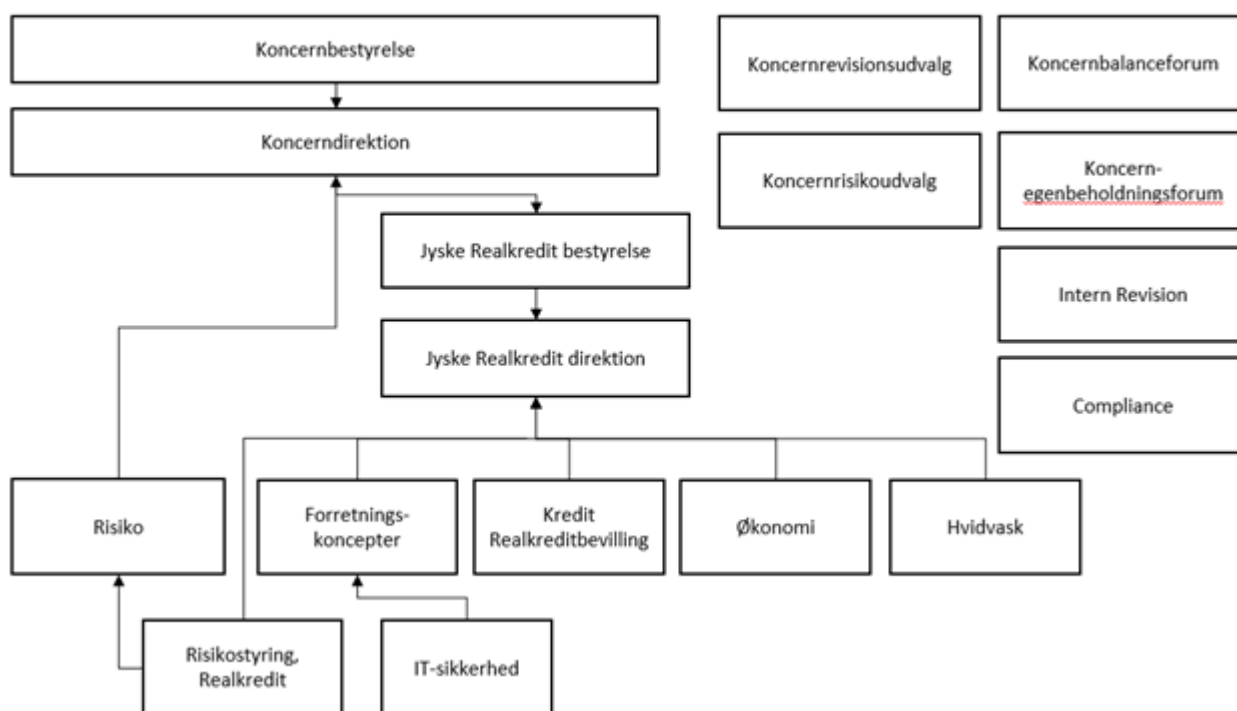 Koncernbestyrelse
Koncerndirektion
Koncernrevisionsudvalg
Koncernbalanceforum
Koncernrisikoudvalg
Koncern-
egenbeholdningsforum
Jyske Realkredit bestyrelse
Intern Revision
Jyske Realkredit direktion
Compliance
Risiko
Forretnings-
koncepter
Kredit
Realkreditbevilling
Økonomi
Hvidvask
Risikostyring,
Realkredit
IT-sikkerhed